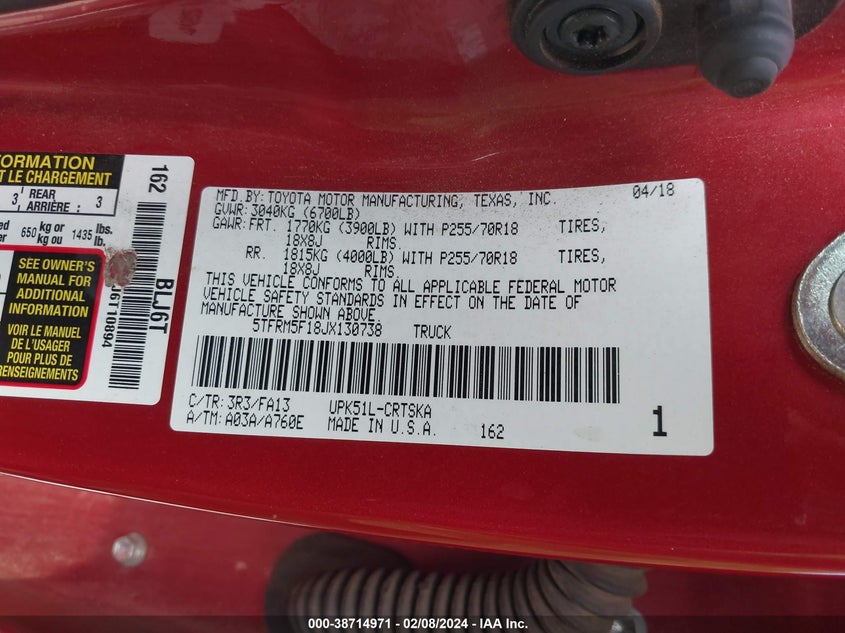 FORMATION
T LE CHARGEMENT
3 REAR ARRIÈRE : 3
650 kg or kg ou 1435 lbs. lb.
SEE OWNER'S
MANUAL FOR
ADDITIONAL
INFORMATION
VOIR LE MANUEL
DE L'USAGER
POUR PLUS DE
RENSEIGNEMENTS
162
BLJ6T
J6T10894
MFD.BY:TOYOTA MOTOR MANUFACTURING, TEXAS, INC. 04/18
GVWR:3040KG (6700LB)
GAWR:FRT. 1770KG (3900LB) WITH P255/70R18 TIRES,
18X8J RIMS.
RR. 1815KG (4000LB) WITH P255/70R18 TIRES,
18X8J RIMS.
THIS VEHICLE CONFORMS TO ALL APPLICABLE FEDERAL MOTOR
VEHICLE SAFETY STANDARDS IN EFFECT ON THE DATE OF
MANUFACTURE SHOWN ABOVE.
5TFRM5F18JX130738 TRUCK
C/TR:3R3/FA13 UPK51L-CRTSKA
A/TM:A03A/A760E MADE IN U.S.A. 162 1
000-38714971 - 02/08/2024 - IAA Inc.